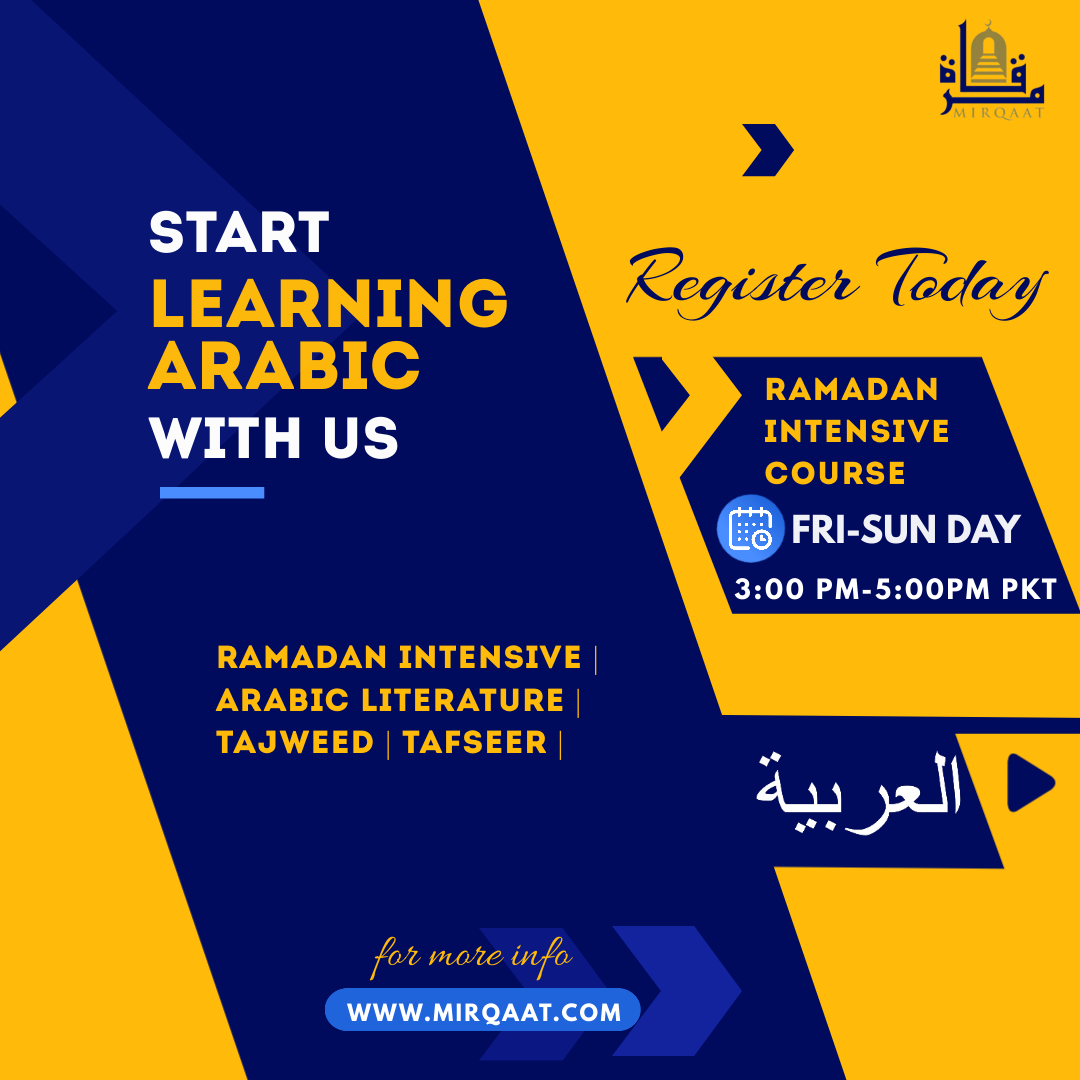 مرقاة
MIRQAAT
START
LEARNING
ARABIC
WITH US
Register Today
RAMADAN
INTENSIVE
COURSE
FRI-SUN DAY
3:00 PM-5:00PM PKT
RAMADAN INTENSIVE |
ARABIC LITERATURE |
TAJWEED | TAFSEER |
العربية
for more info
WWW.MIRQAAT.COM